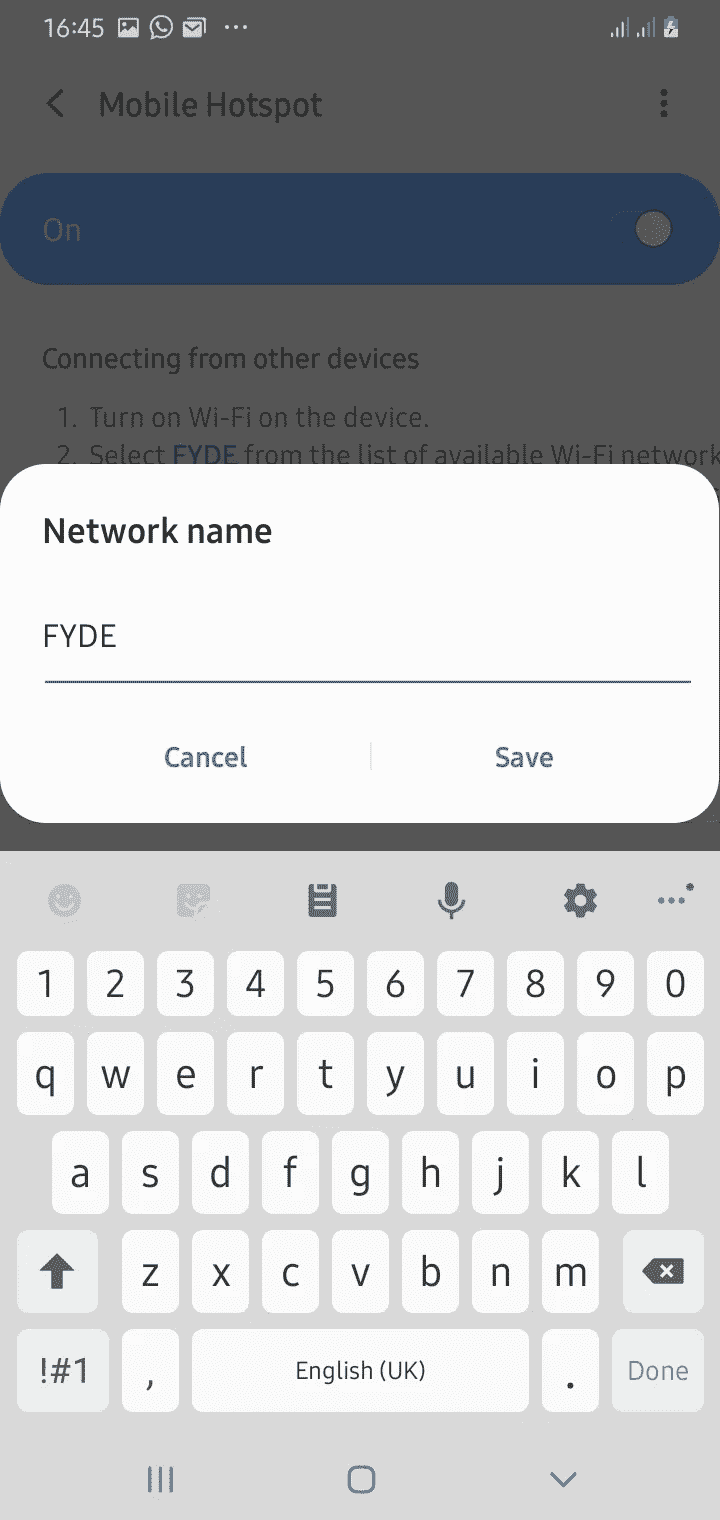 16:45
Mobile Hotspot
On
Connecting from other devices
1. Turn on Wi-Fi on the device.
2. Select FYDE from the list of available Wi-Fi network
Network name
FYDE
Cancel Save
1 2 3 4 5 6 7 8 9 0
q w e r t y u i o p
a s d f g h j k l
z x c v b n m
!#1 , English (UK) . Done